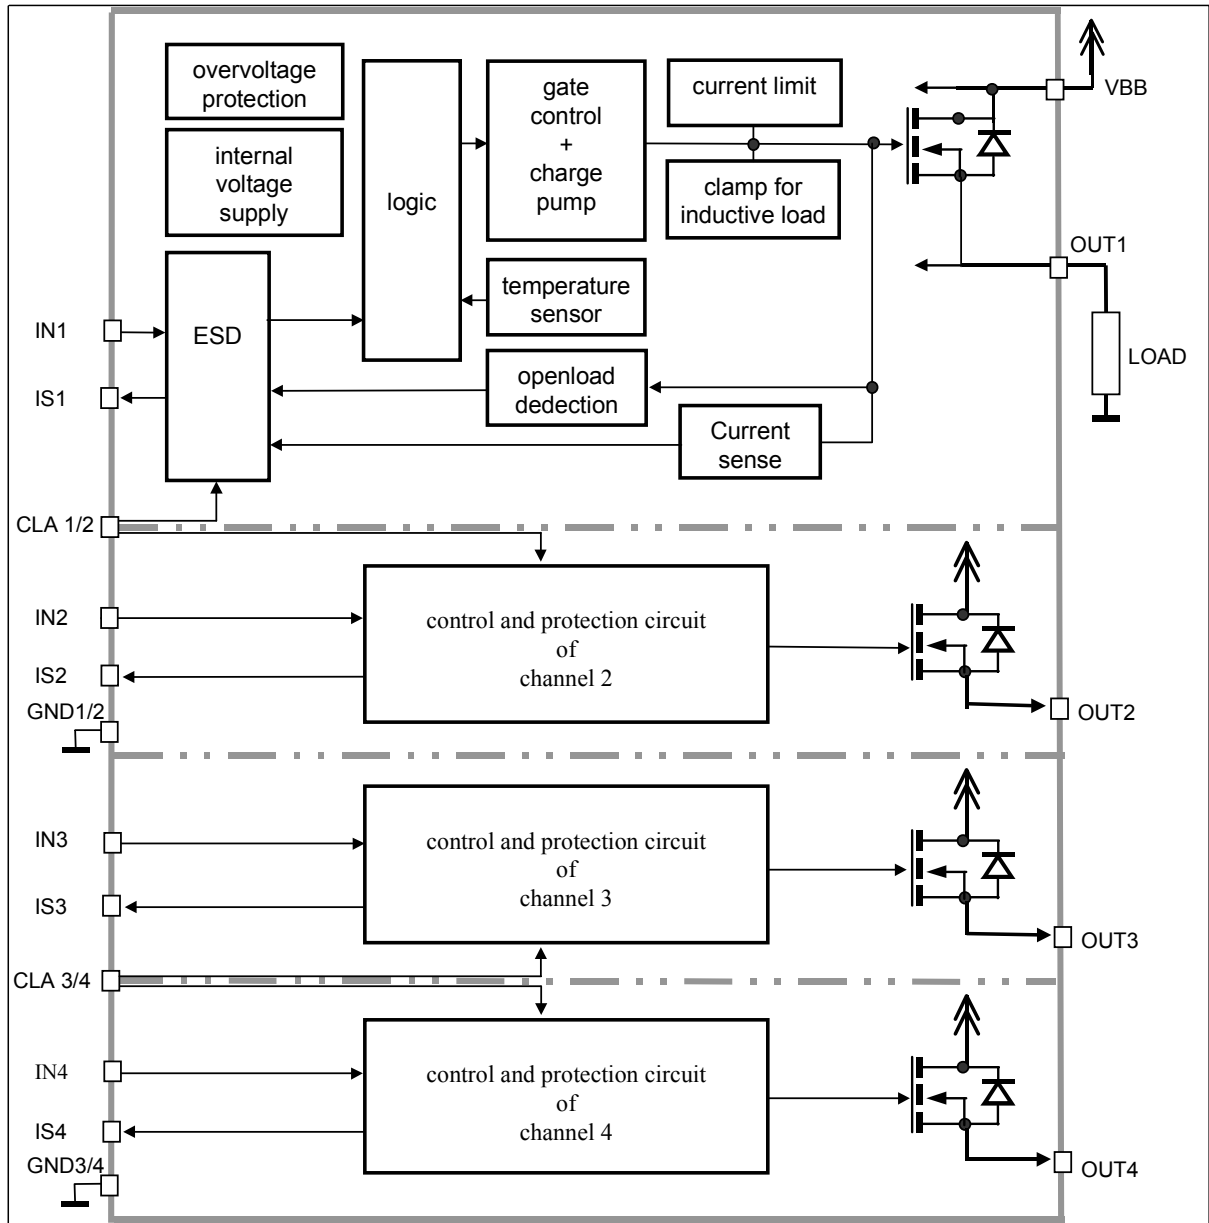 overvoltage
protection
internal
voltage
supply
logic
gate
control
+
charge
pump
current limit
clamp for
inductive load
VBB
OUT1
LOAD
temperature
sensor
ESD
IN1
IS1
openload
dedection
Current
sense
CLA 1/2
IN2
IS2
GND1/2
control and protection circuit
of
channel 2
OUT2
IN3
IS3
control and protection circuit
of
channel 3
OUT3
CLA 3/4
IN4
IS4
GND3/4
control and protection circuit
of
channel 4
OUT4